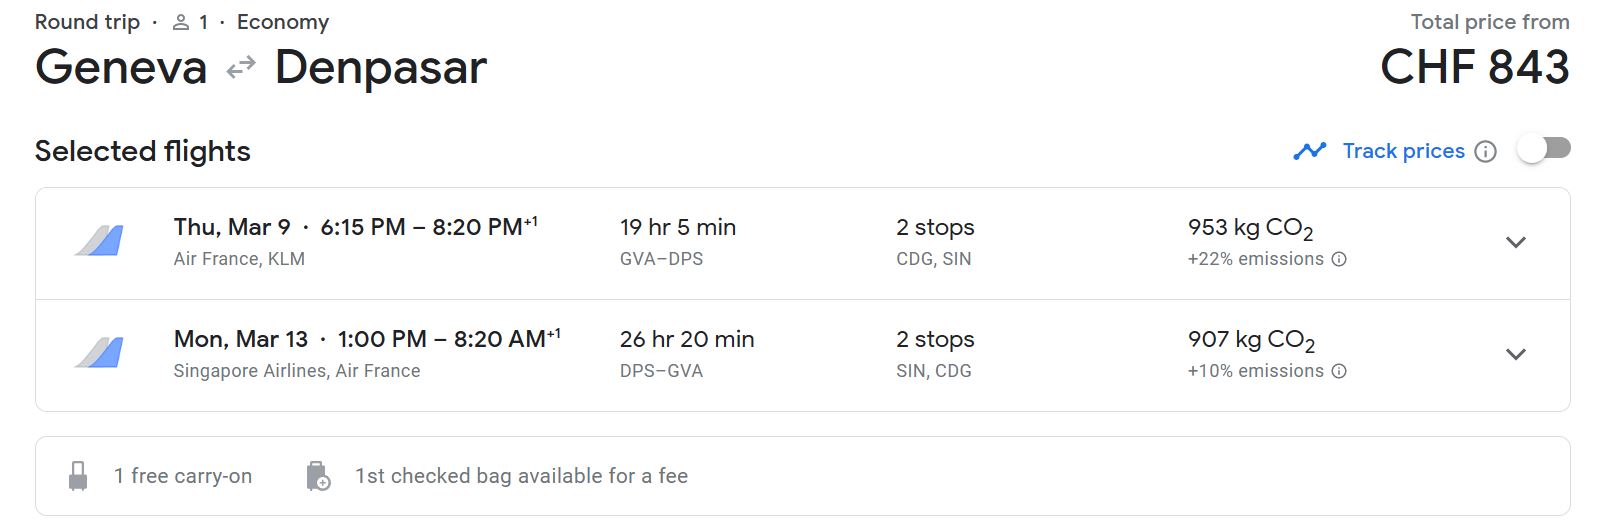 Round trip · 1 · Economy
Total price from
Geneva Denpasar
CHF 843
Selected flights
Track prices
Thu, Mar 9 · 6:15 PM – 8:20 PM+1
Air France, KLM
19 hr 5 min
GVA–DPS
2 stops
CDG, SIN
953 kg CO2
+22% emissions
Mon, Mar 13 · 1:00 PM – 8:20 AM+1
Singapore Airlines, Air France
26 hr 20 min
DPS–GVA
2 stops
SIN, CDG
907 kg CO2
+10% emissions
1 free carry-on
1st checked bag available for a fee